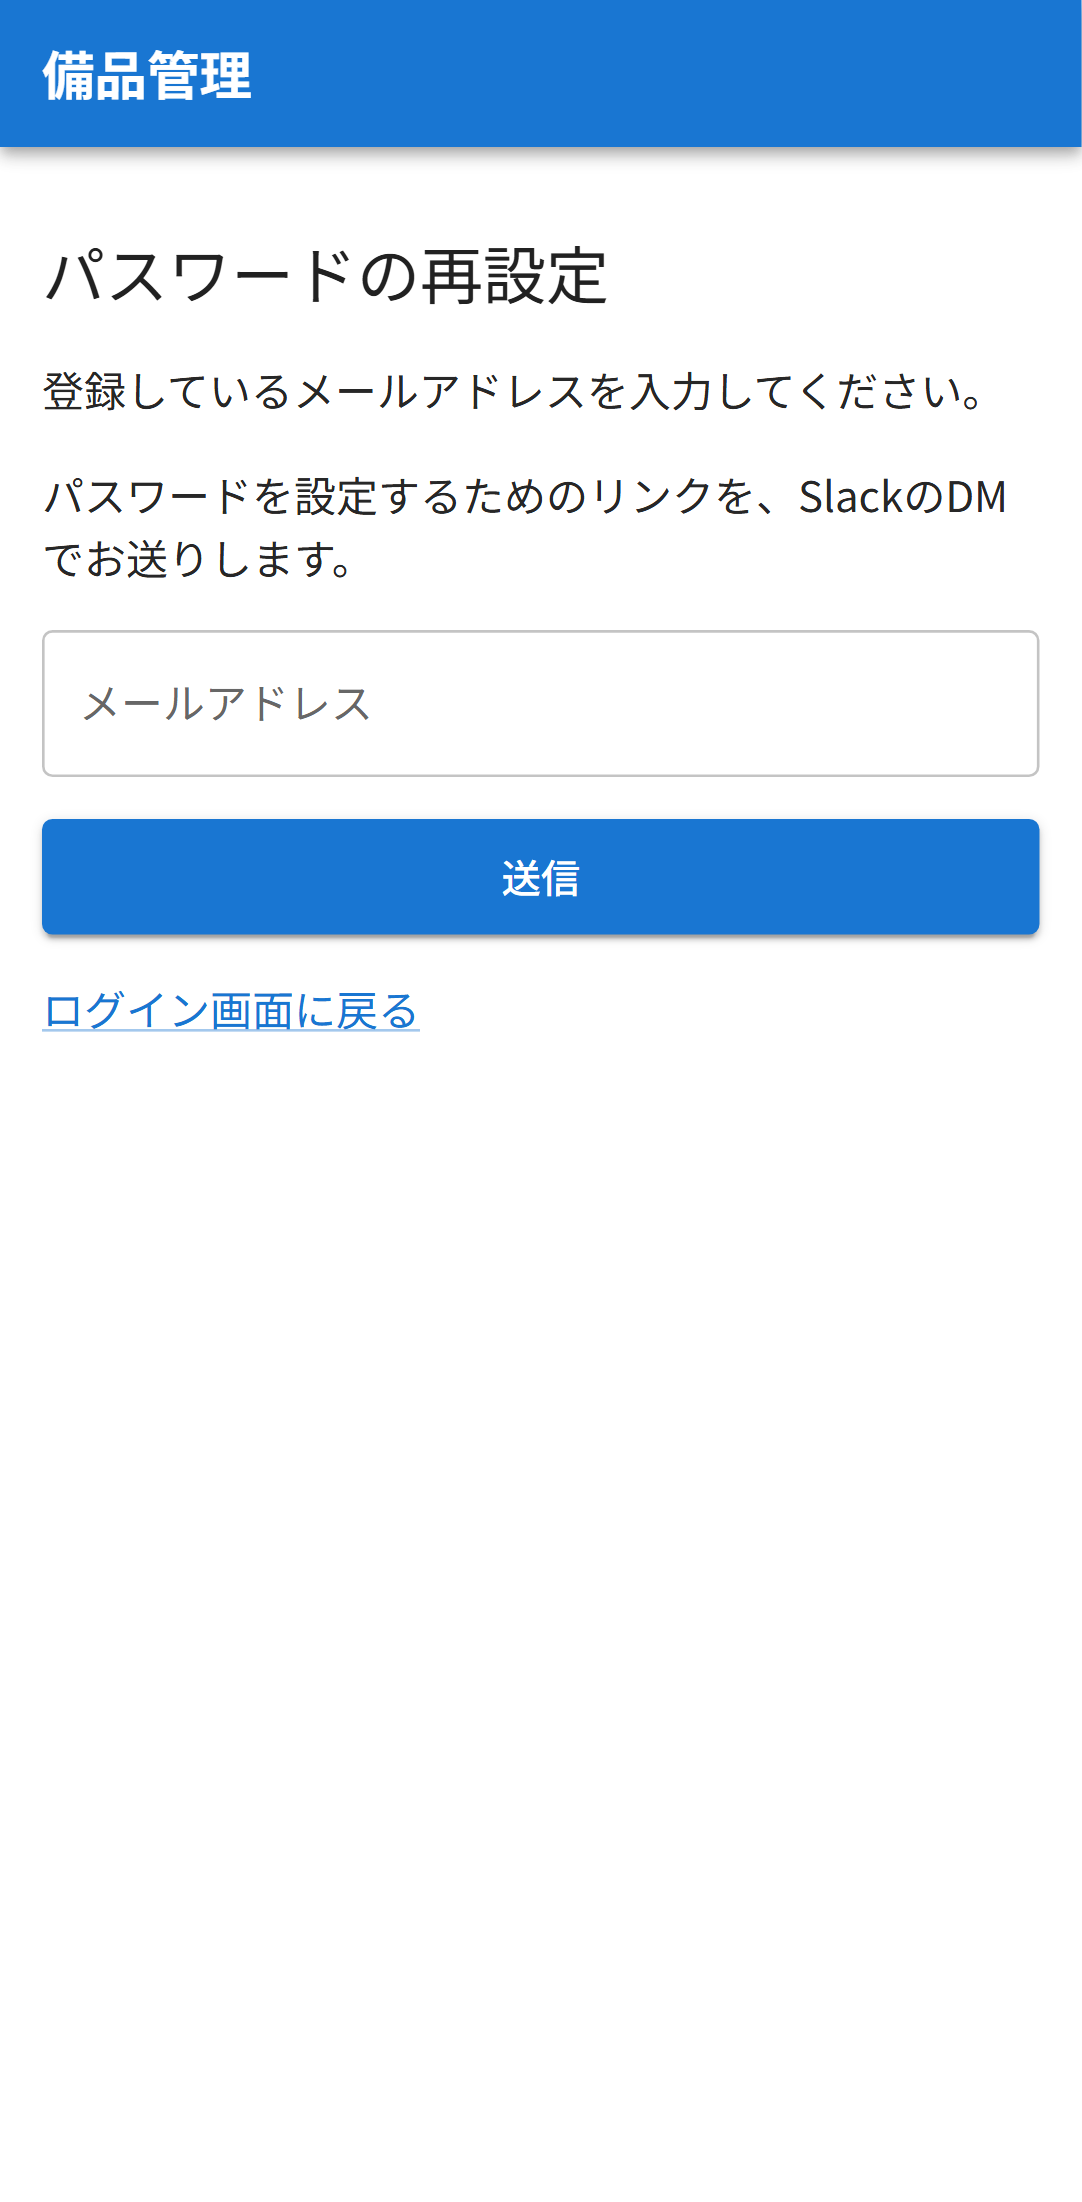 備品管理
パスワードの再設定
登録しているメールアドレスを入力してください。
パスワードを設定するためのリンクを、SlackのDM
でお送りします。
メールアドレス
送信
ログイン画面に戻る